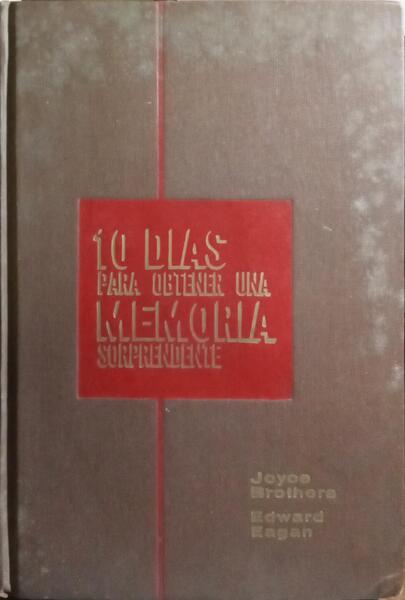 10 DIAS
PARA OBTENER UNA
MEMORIA
SORPRENDENTE
Joyce
Brothers
Edward
Eagan